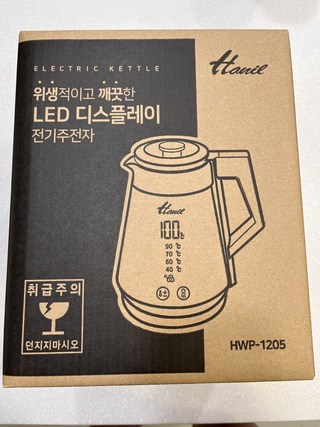 ELECTRIC KETTLE
Hanil
위생적이고 깨끗한
LED 디스플레이
전기주전자
Hanil
100℃
90 ℃
70 ℃
60 ℃
40 ℃
취급주의
던지지마시오
HWP-1205